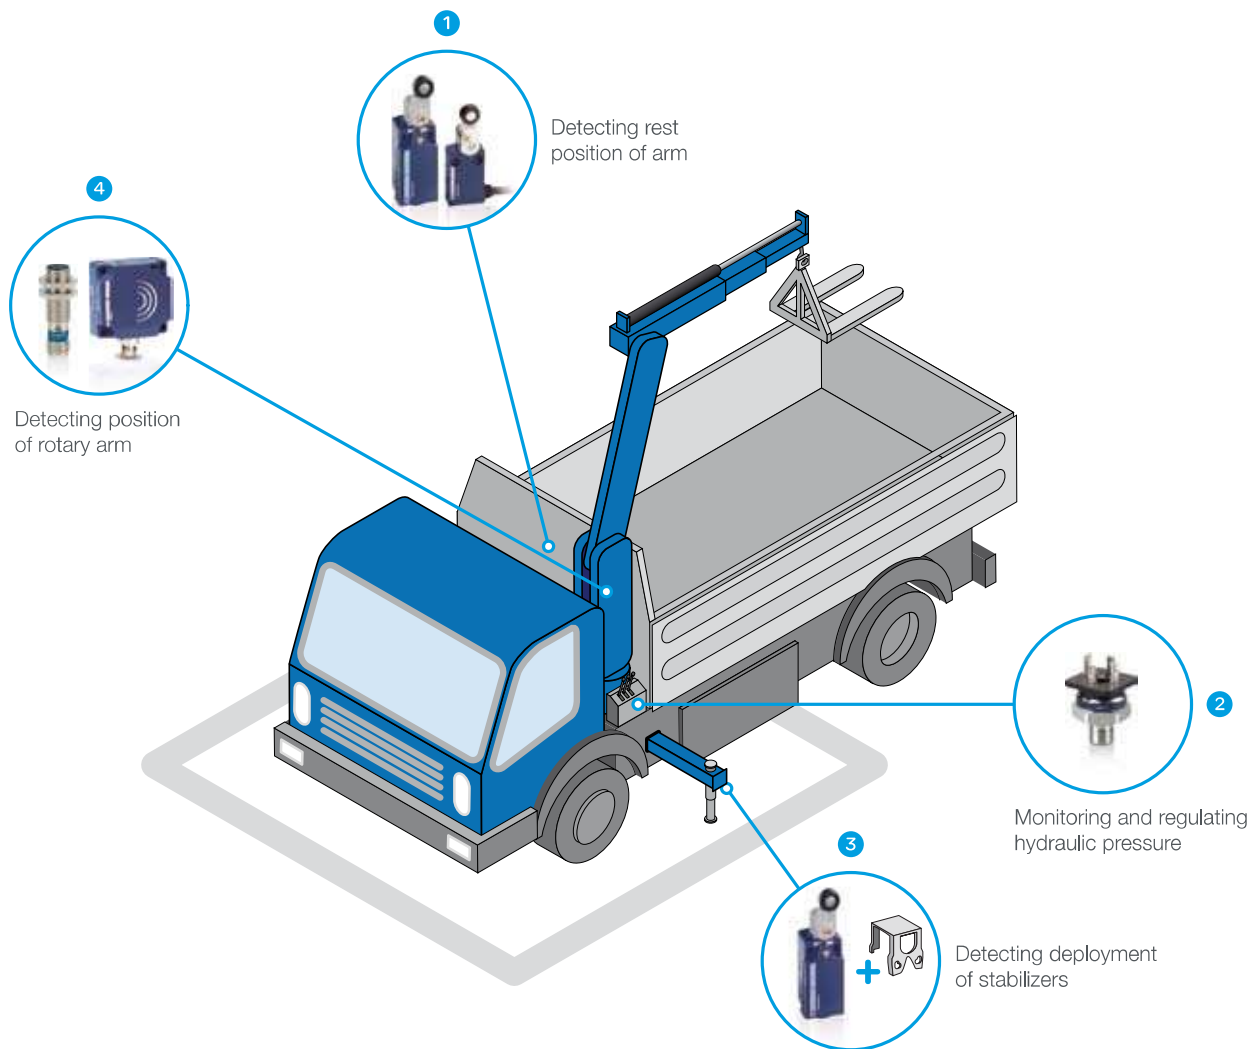 1
Detecting rest
position of arm
4
Detecting position
of rotary arm
2
Monitoring and regulating
hydraulic pressure
3
Detecting deployment
of stabilizers